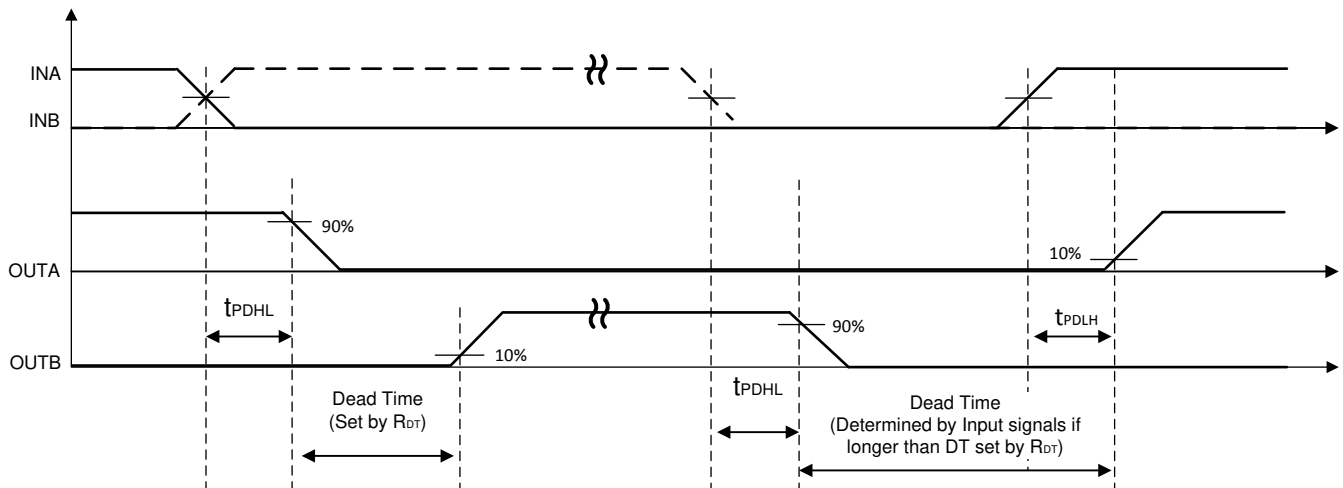 INA
INB
90%
10%
OUTA
tPDHL
tPDLH
90%
10%
OUTB
Dead Time
(Set by RDT)
tPDHL
Dead Time
(Determined by Input signals if
longer than DT set by RDT)